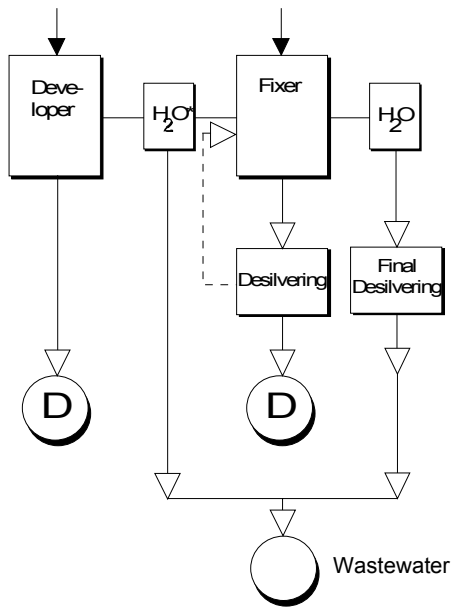 Deve-
loper
H2O*
Fixer
H2O
Desilvering
Final
Desilvering
D
D
Wastewater